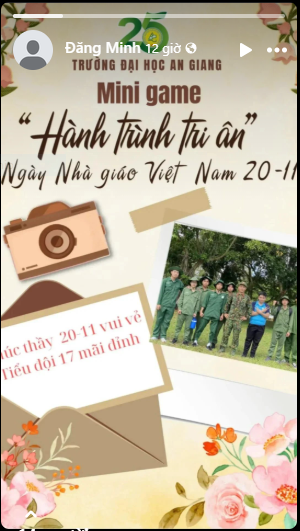 Đăng Minh 12 giờ
25
TRƯỜNG ĐẠI HỌC AN GIANG
Mini game
“Hành trình tri ân”
Ngày Nhà giáo Việt Nam 20-11
thầy 20-11 vui vẻ
Tiểu đội 17 mãi đỉnh